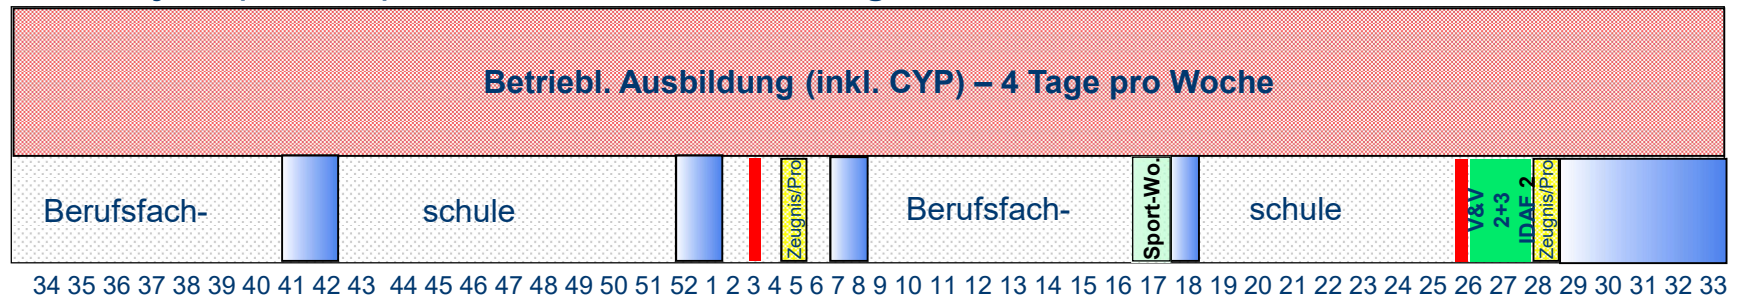 Betriebl. Ausbildung (inkl. CYP) – 4 Tage pro Woche
Berufsfach-
schule
Zeugnis/Pro
Berufsfach-
Sport-Wo.
schule
V&V
2+3
IDAF 2
Zeugnis/Pro
34 35 36 37 38 39 40 41 42 43 44 45 46 47 48 49 50 51 52 1 2 3 4 5 6 7 8 9 10 11 12 13 14 15 16 17 18 19 20 21 22 23 24 25 26 27 28 29 30 31 32 33